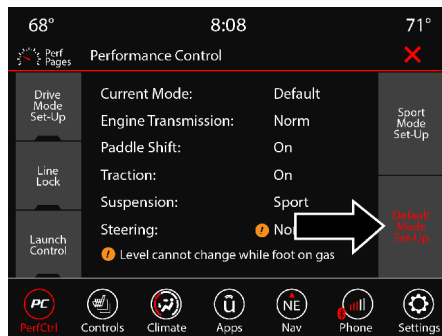 68°
8:08
71°
Perf
Pages
Performance Control
Drive
Mode
Set-Up
Line
Lock
Launch
Control
Current Mode: Default
Engine Transmission: Norm
Paddle Shift: On
Traction: On
Suspension: Sport
Steering: ! No
! Level cannot change while foot on gas
Sport
Mode
Set-Up
Default
Mode
Set-Up
PC
PerfCtrl
Controls
Climate
ū
Apps
NE
Nav
Phone
Settings